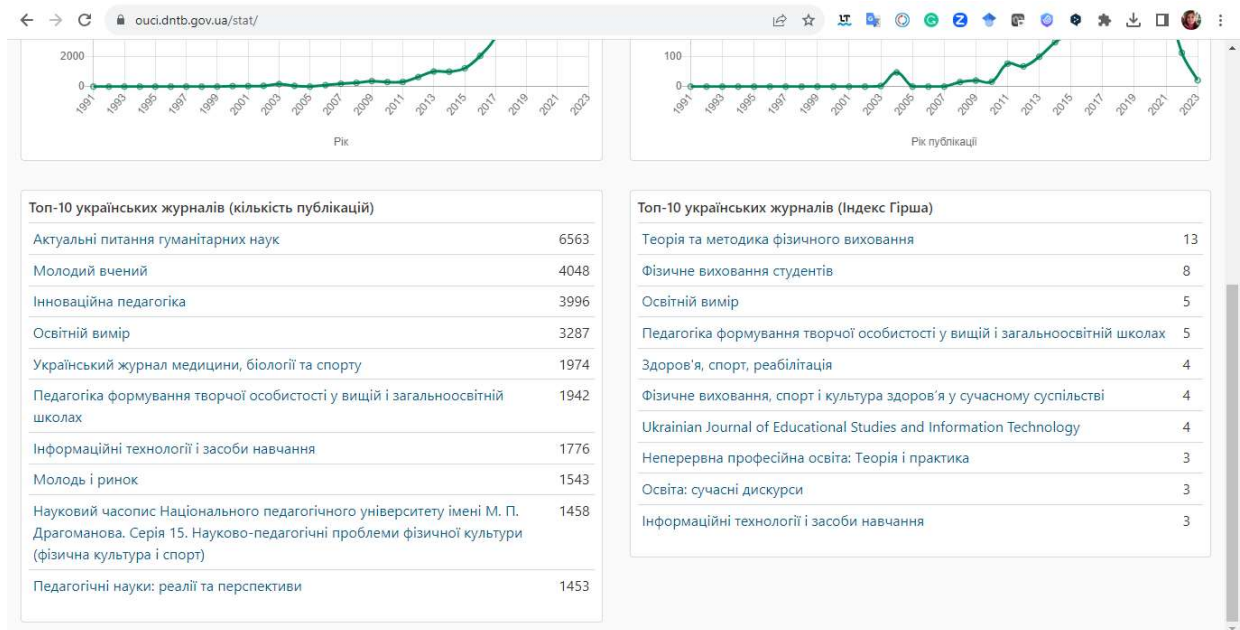 ouci.dntb.gov.ua/stat/
2000
0
1991 1993 1995 1997 1999 2001 2003 2005 2007 2009 2011 2013 2015 2017 2019 2021 2023
Рік
100
0
1991 1993 1995 1997 1999 2001 2003 2005 2007 2009 2011 2013 2015 2017 2019 2021 2023
Рік публікації
Топ-10 українських журналів (кількість публікацій)
Актуальні питання гуманітарних наук 6563
Молодий вчений 4048
Інноваційна педагогіка 3996
Освітній вимір 3287
Український журнал медицини, біології та спорту 1974
Педагогіка формування творчої особистості у вищій і загальноосвітній 1942
школах
Інформаційні технології і засоби навчання 1776
Молодь і ринок 1543
Науковий часопис Національного педагогічного університету імені М. П. 1458
Драгоманова. Серія 15. Науково-педагогічні проблеми фізичної культури
(фізична культура і спорт)
Педагогічні науки: реалії та перспективи 1453
Топ-10 українських журналів (Індекс Гірша)
Теорія та методика фізичного виховання 13
Фізичне виховання студентів 8
Освітній вимір 5
Педагогіка формування творчої особистості у вищій і загальноосвітній школах 5
Здоров'я, спорт, реабілітація 4
Фізичне виховання, спорт і культура здоров′я у сучасному суспільстві 4
Ukrainian Journal of Educational Studies and Information Technology 4
Неперервна професійна освіта: Теорія і практика 3
Освіта: сучасні дискурси 3
Інформаційні технології і засоби навчання 3